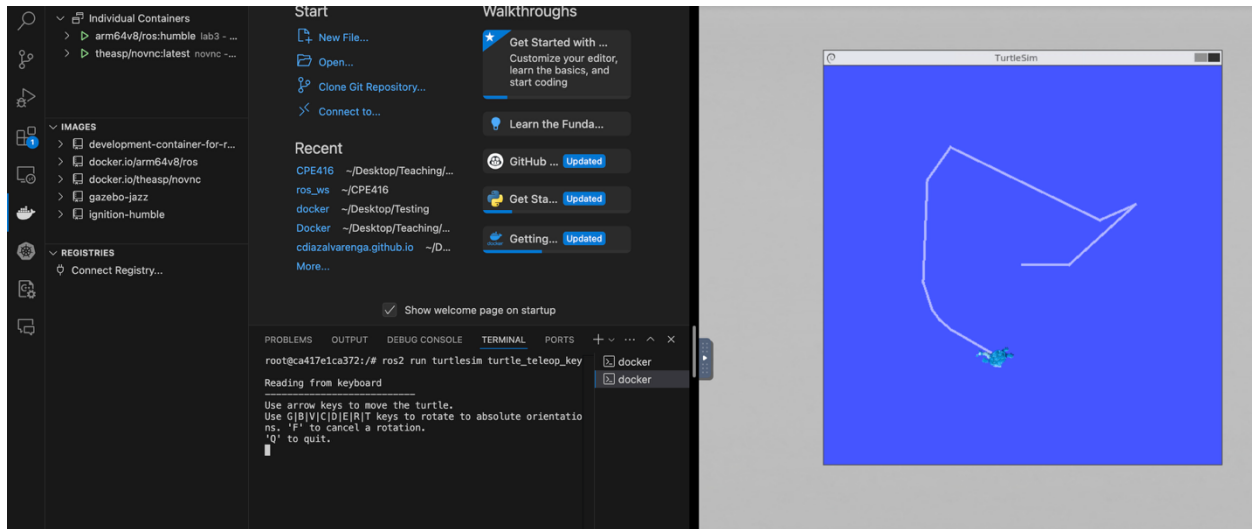 Individual Containers
arm64v8/ros:humble lab3 - ...
theasp/novnc:latest novnc -...
IMAGES
development-container-for-r...
docker.io/arm64v8/ros
docker.io/theasp/novnc
gazebo-jazz
ignition-humble
REGISTRIES
Connect Registry...
1
Start
New File...
Open...
Clone Git Repository...
Connect to...
Recent
CPE416 ~/Desktop/Teaching/...
ros_ws ~/CPE416
docker ~/Desktop/Testing
Docker ~/Desktop/Teaching/...
cdiazalvarenga.github.io ~/D...
More...
Walkthroughs
Get Started with ...
Customize your editor,
learn the basics, and
start coding
Learn the Funda...
GitHub ... Updated
Get Sta... Updated
Getting... Updated
Show welcome page on startup
PROBLEMS OUTPUT DEBUG CONSOLE TERMINAL PORTS
root@ca417e1ca372:/# ros2 run turtlesim turtle_teleop_key
Reading from keyboard
---------------------------
Use arrow keys to move the turtle.
Use G|B|V|C|D|E|R|T keys to rotate to absolute orientatio
ns. 'F' to cancel a rotation.
'Q' to quit.
docker
docker
TurtleSim